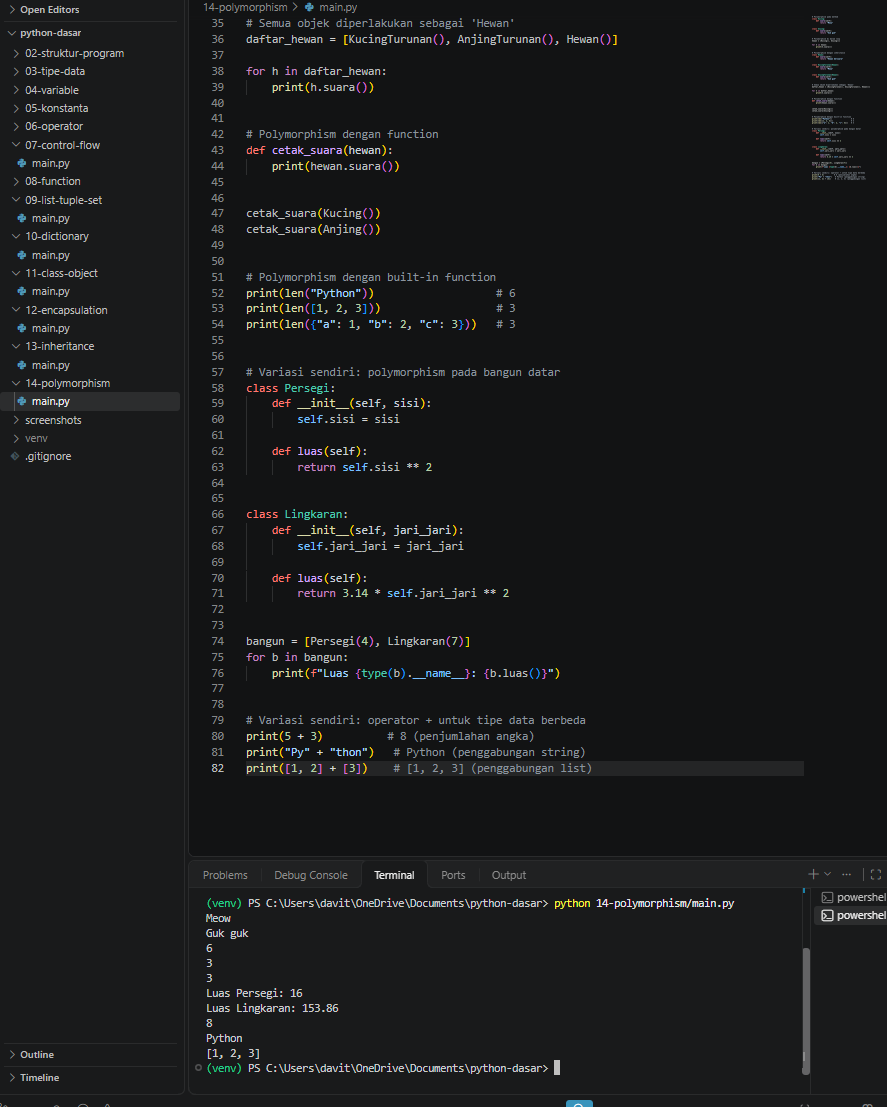 Open Editors
python-dasar
02-struktur-program
03-tipe-data
04-variable
05-konstanta
06-operator
07-control-flow
main.py
08-function
09-list-tuple-set
main.py
10-dictionary
main.py
11-class-object
main.py
12-encapsulation
main.py
13-inheritance
main.py
14-polymorphism
main.py
screenshots
venv
.gitignore
Outline
Timeline
14-polymorphism > main.py
35 # Semua objek diperlakukan sebagai 'Hewan'
36 daftar_hewan = [KucingTurunan(), AnjingTurunan(), Hewan()]
37
38 for h in daftar_hewan:
39     print(h.suara())
40
41
42 # Polymorphism dengan function
43 def cetak_suara(hewan):
44     print(hewan.suara())
45
46
47 cetak_suara(Kucing())
48 cetak_suara(Anjing())
49
50
51 # Polymorphism dengan built-in function
52 print(len("Python"))                   # 6
53 print(len([1, 2, 3]))                  # 3
54 print(len({"a": 1, "b": 2, "c": 3}))   # 3
55
56
57 # Variasi sendiri: polymorphism pada bangun datar
58 class Persegi:
59     def __init__(self, sisi):
60         self.sisi = sisi
61
62     def luas(self):
63         return self.sisi ** 2
64
65
66 class Lingkaran:
67     def __init__(self, jari_jari):
68         self.jari_jari = jari_jari
69
70     def luas(self):
71         return 3.14 * self.jari_jari ** 2
72
73
74 bangun = [Persegi(4), Lingkaran(7)]
75 for b in bangun:
76     print(f"Luas {type(b).__name__}: {b.luas()}")
77
78
79 # Variasi sendiri: operator + untuk tipe data berbeda
80 print(5 + 3)          # 8 (penjumlahan angka)
81 print("Py" + "thon")   # Python (penggabungan string)
82 print([1, 2] + [3])    # [1, 2, 3] (penggabungan list)
Problems Debug Console Terminal Ports Output
(venv) PS C:\Users\davit\OneDrive\Documents\python-dasar> python 14-polymorphism/main.py
Meow
Guk guk
6
3
3
Luas Persegi: 16
Luas Lingkaran: 153.86
8
Python
[1, 2, 3]
(venv) PS C:\Users\davit\OneDrive\Documents\python-dasar>
powershel
powershel